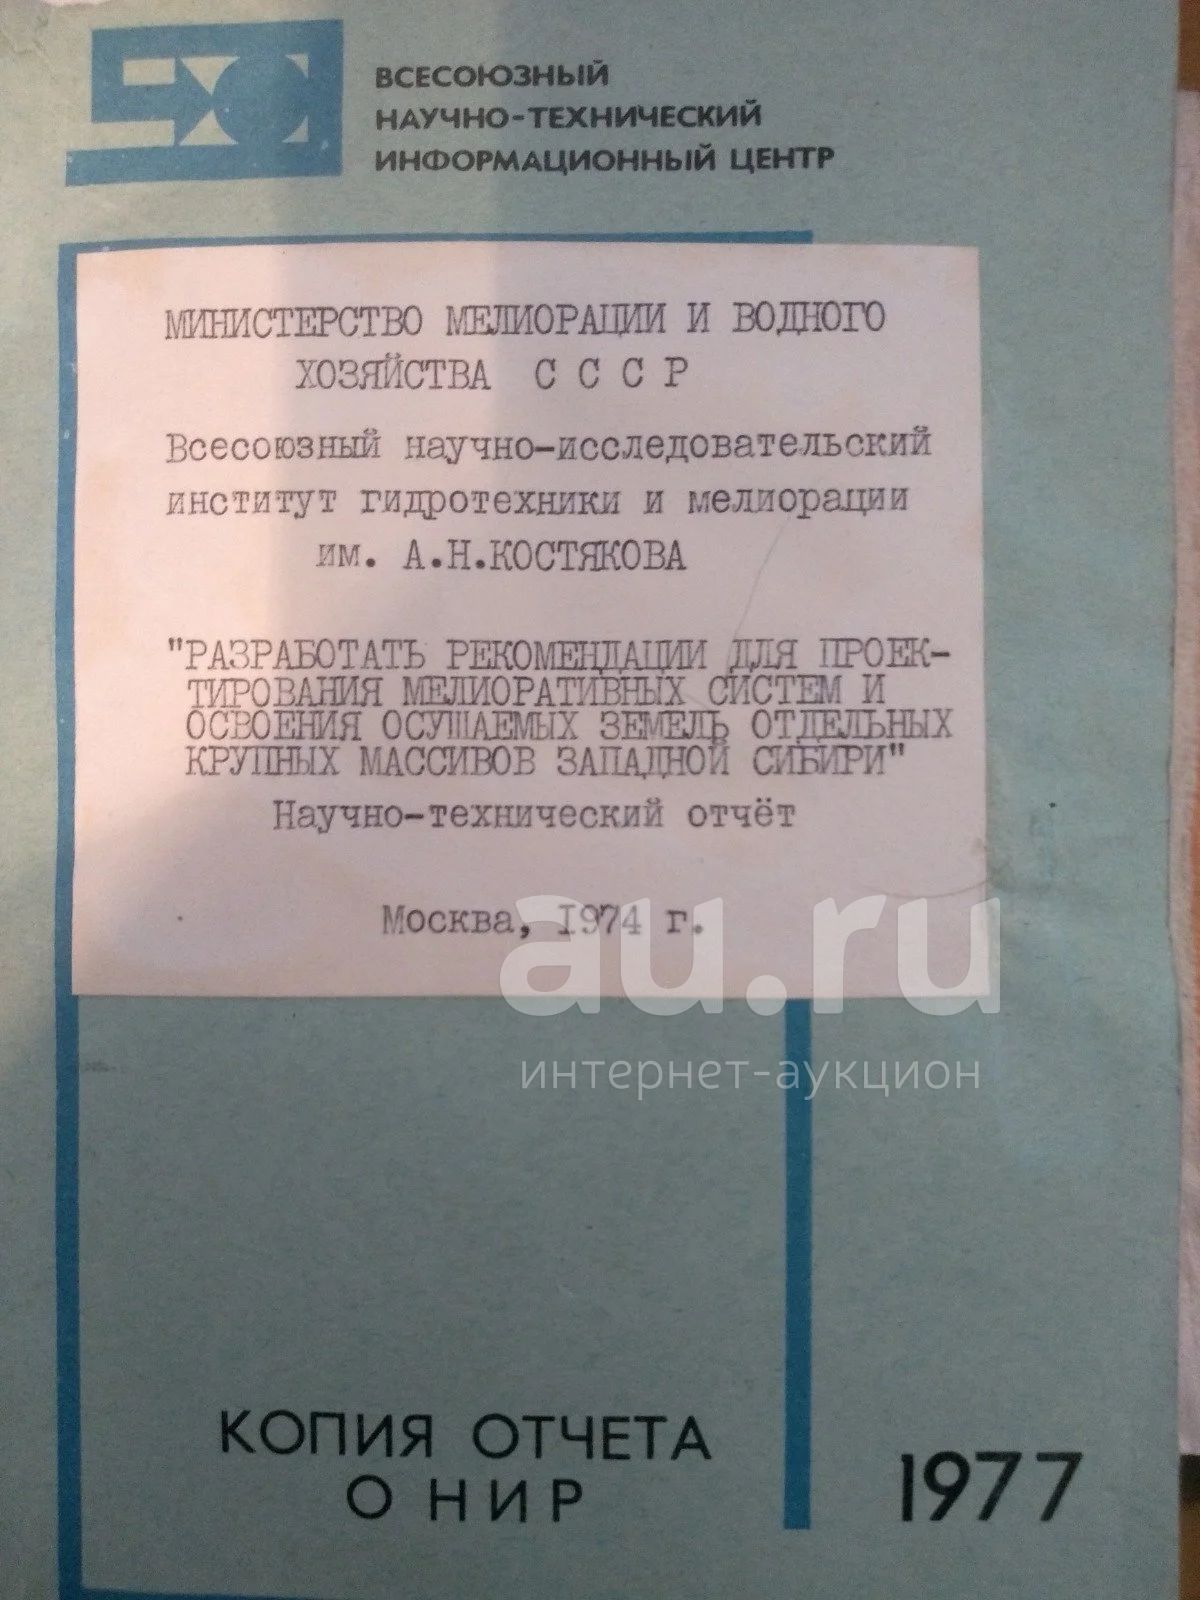 ВСЕСОЮЗНЫЙ
НАУЧНО-ТЕХНИЧЕСКИЙ
ИНФОРМАЦИОННЫЙ ЦЕНТР
МИНИСТЕРСТВО МЕЛИОРАЦИИ И ВОДНОГО
ХОЗЯЙСТВА С С С Р
Всесоюзный научно-исследовательский
институт гидротехники и мелиорации
им. А.Н.КОСТЯКОВА
"РАЗРАБОТАТЬ РЕКОМЕНДАЦИИ ДЛЯ ПРОЕК-
ТИРОВАНИЯ МЕЛИОРАТИВНЫХ СИСТЕМ И
ОСВОЕНИЯ ОСУШАЕМЫХ ЗЕМЕЛЬ ОТДЕЛЬНЫХ
КРУПНЫХ МАССИВОВ ЗАПАДНОЙ СИБИРИ"
Научно-технический отчёт
Москва, 1974 г.
au.ru
интернет-аукцион
КОПИЯ ОТЧЕТА
О НИР
1977